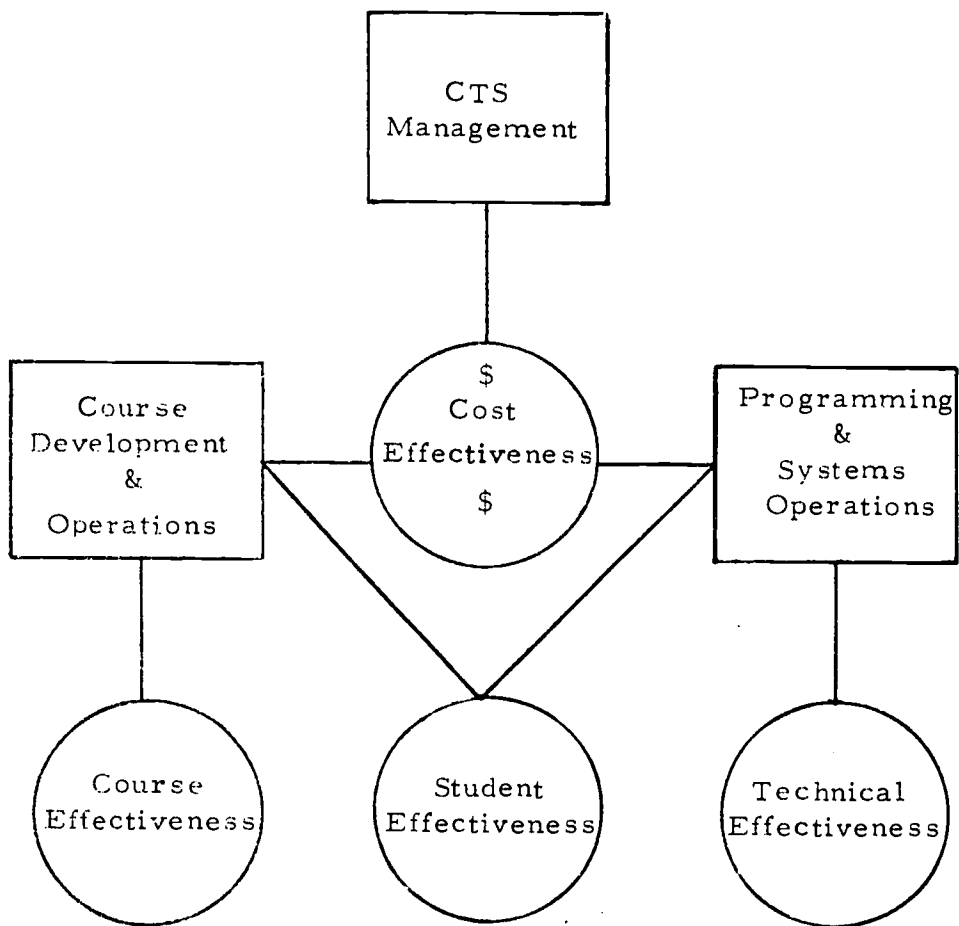 CTS
Management
$
Cost
Effectiveness
$
Course
Development
&
Operations
Programming
&
Systems
Operations
Course
Effectiveness
Student
Effectiveness
Technical
Effectiveness